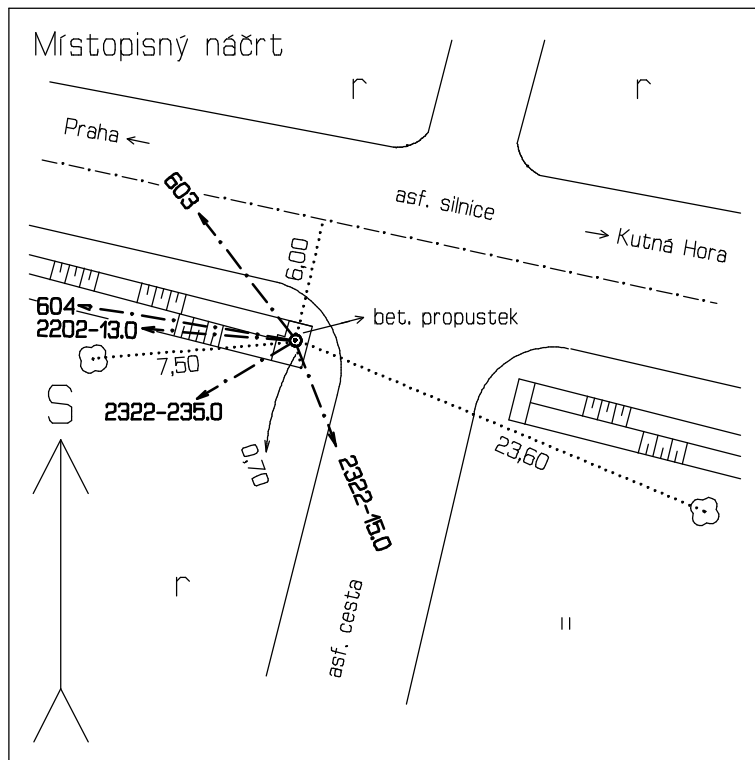 Místopisný náčrt
r
r
Praha
603
asf. silnice
Kutná Hora
6,00
604
bet. propustek
2202-13.0
7,50
S
2322-235.0
0,70
2322-15.0
23,60
r
asf. cesta